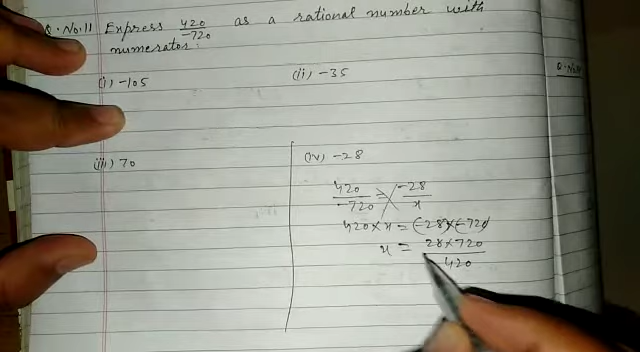 Q. No. 11 Express 420/-720 as a rational number with
numerator:
(i) -105
(ii) -35
(iii) 70
(iv) -28
420/-720 = -28/x
420 × x = (-28) × (-720)
x = 28 × 720/420
Q. No.